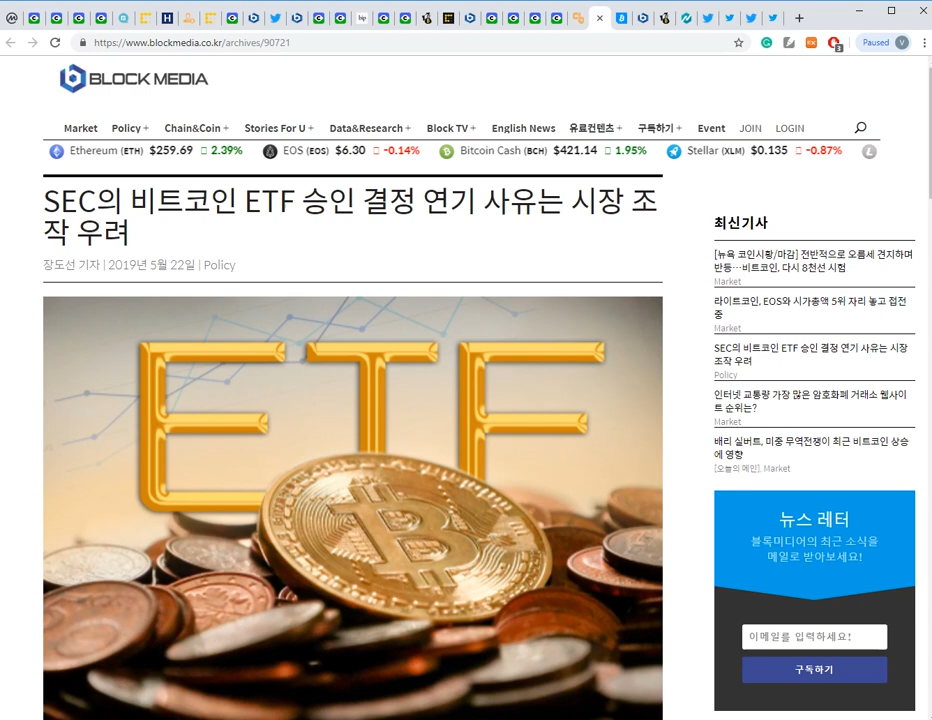 Paused
V
3
https://www.blockmedia.co.kr/archives/90721
BLOCK MEDIA
Market Policy + Chain&Coin + Stories For U + Data&Research + Block TV + English News 유료컨텐츠 + 구독하기 + Event JOIN LOGIN
Ethereum (ETH) $259.69 2.39% EOS (EOS) $6.30 -0.14% Bitcoin Cash (BCH) $421.14 1.95% Stellar (XLM) $0.135 -0.87%
SEC의 비트코인 ETF 승인 결정 연기 사유는 시장 조
작 우려
장도선 기자 | 2019년 5월 22일 | Policy
ETF
최신기사
[뉴욕 코인시황/마감] 전반적으로 오름세 견지하며
반등…비트코인, 다시 8천선 시험
Market
라이트코인, EOS와 시가총액 5위 자리 놓고 접전
중
Market
SEC의 비트코인 ETF 승인 결정 연기 사유는 시장
조작 우려
Policy
인터넷 교통량 가장 많은 암호화폐 거래소 웹사이
트 순위는?
Market
배리 실버트, 미중 무역전쟁이 최근 비트코인 상승
에 영향
[오늘의 메인], Market
뉴스 레터
블록미디어의 최근 소식을
메일로 받아보세요!
이메일를 입력하세요!
구독하기